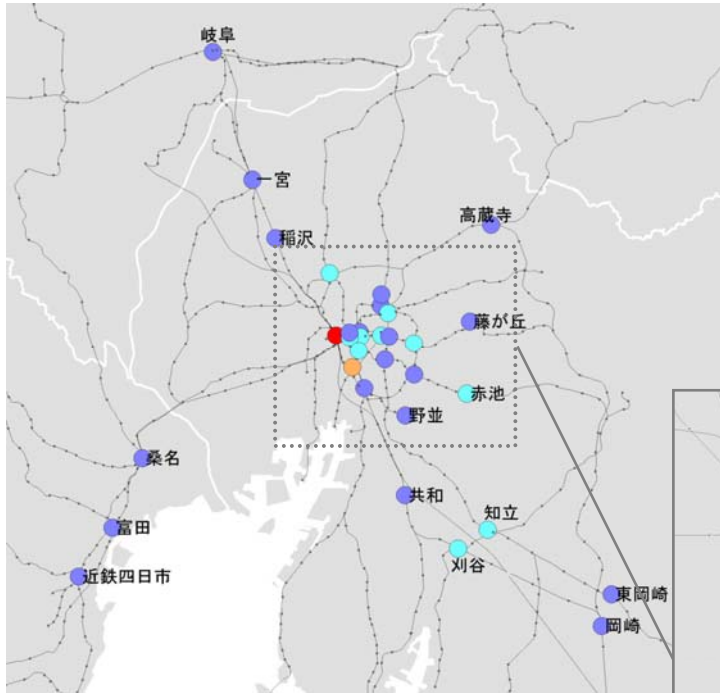 岐阜
一宮
稲沢
高蔵寺
藤が丘
赤池
野並
桑名
共和
富田
知立
刈谷
近鉄四日市
東岡崎
岡崎